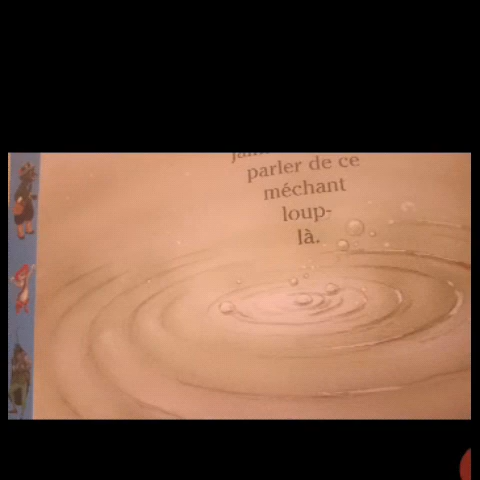 parler de ce
méchant
loup-
là.